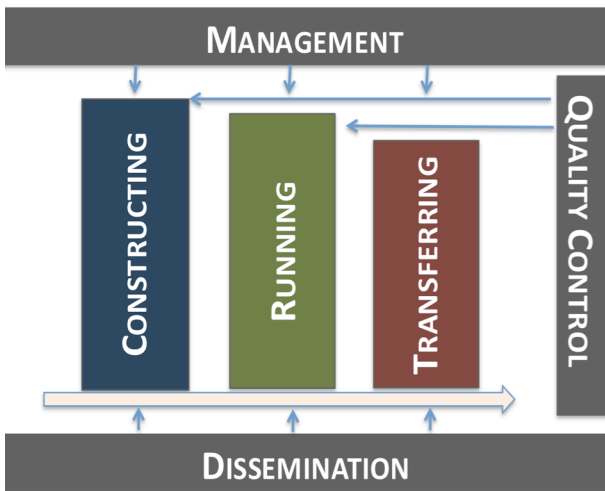 MANAGEMENT
CONSTRUCTING
RUNNING
TRANSFERRING
QUALITY CONTROL
DISSEMINATION